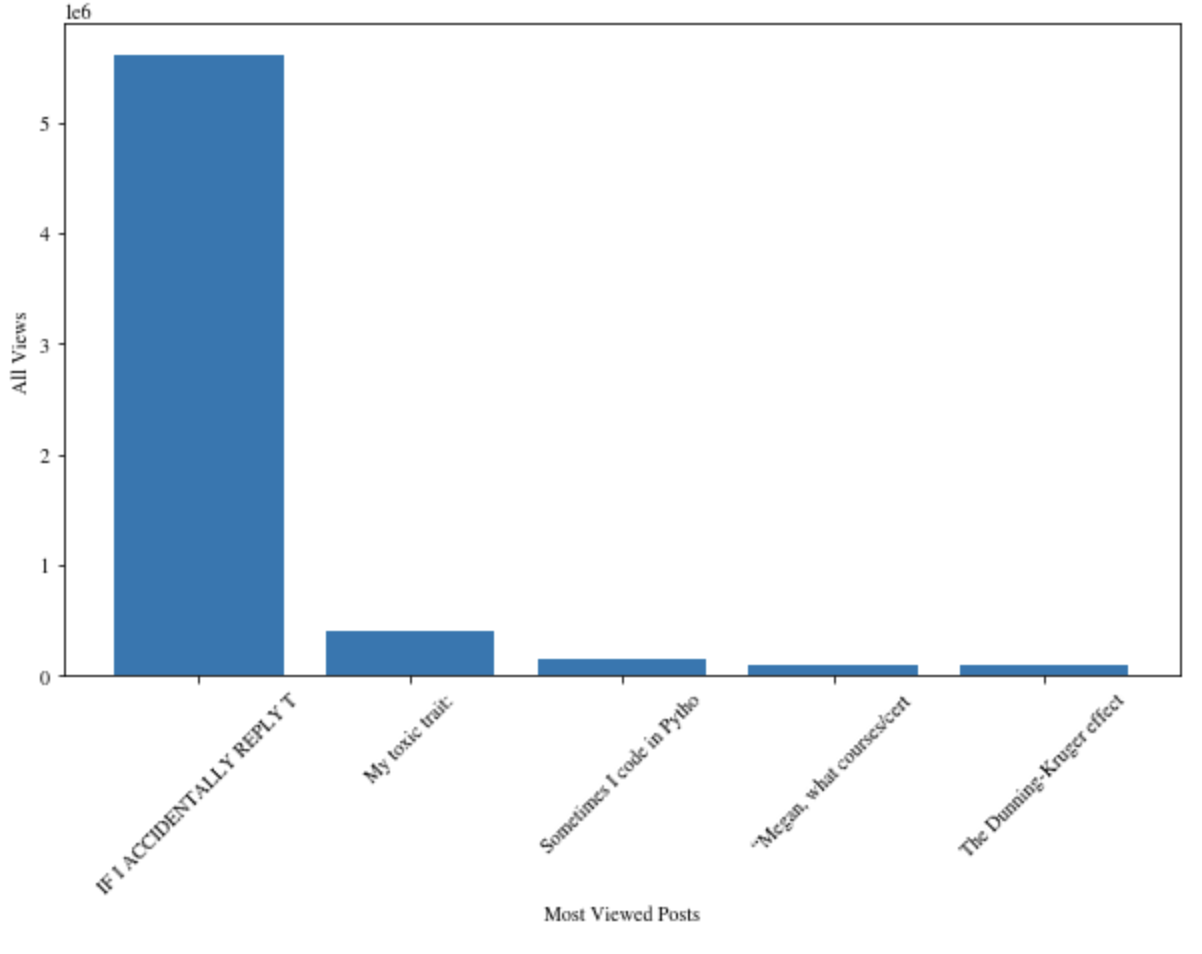 1e6
5
4
3
2
1
0
All Views
IF I ACCIDENTALLY REPLY T
My toxic trait:
Sometimes I code in Pytho
"Megan, what courses/cert
The Dunning-Kruger effect
Most Viewed Posts